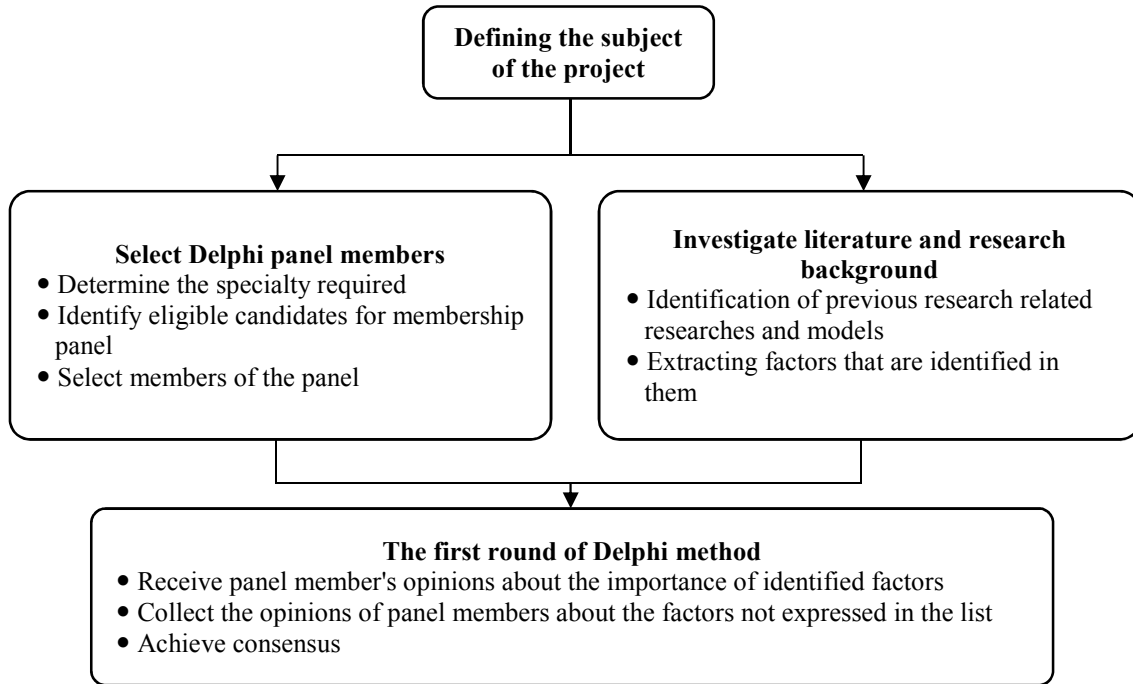 Defining the subject
of the project
Select Delphi panel members
• Determine the specialty required
• Identify eligible candidates for membership
panel
• Select members of the panel
Investigate literature and research
background
• Identification of previous research related
researches and models
• Extracting factors that are identified in
them
The first round of Delphi method
• Receive panel member's opinions about the importance of identified factors
• Collect the opinions of panel members about the factors not expressed in the list
• Achieve consensus